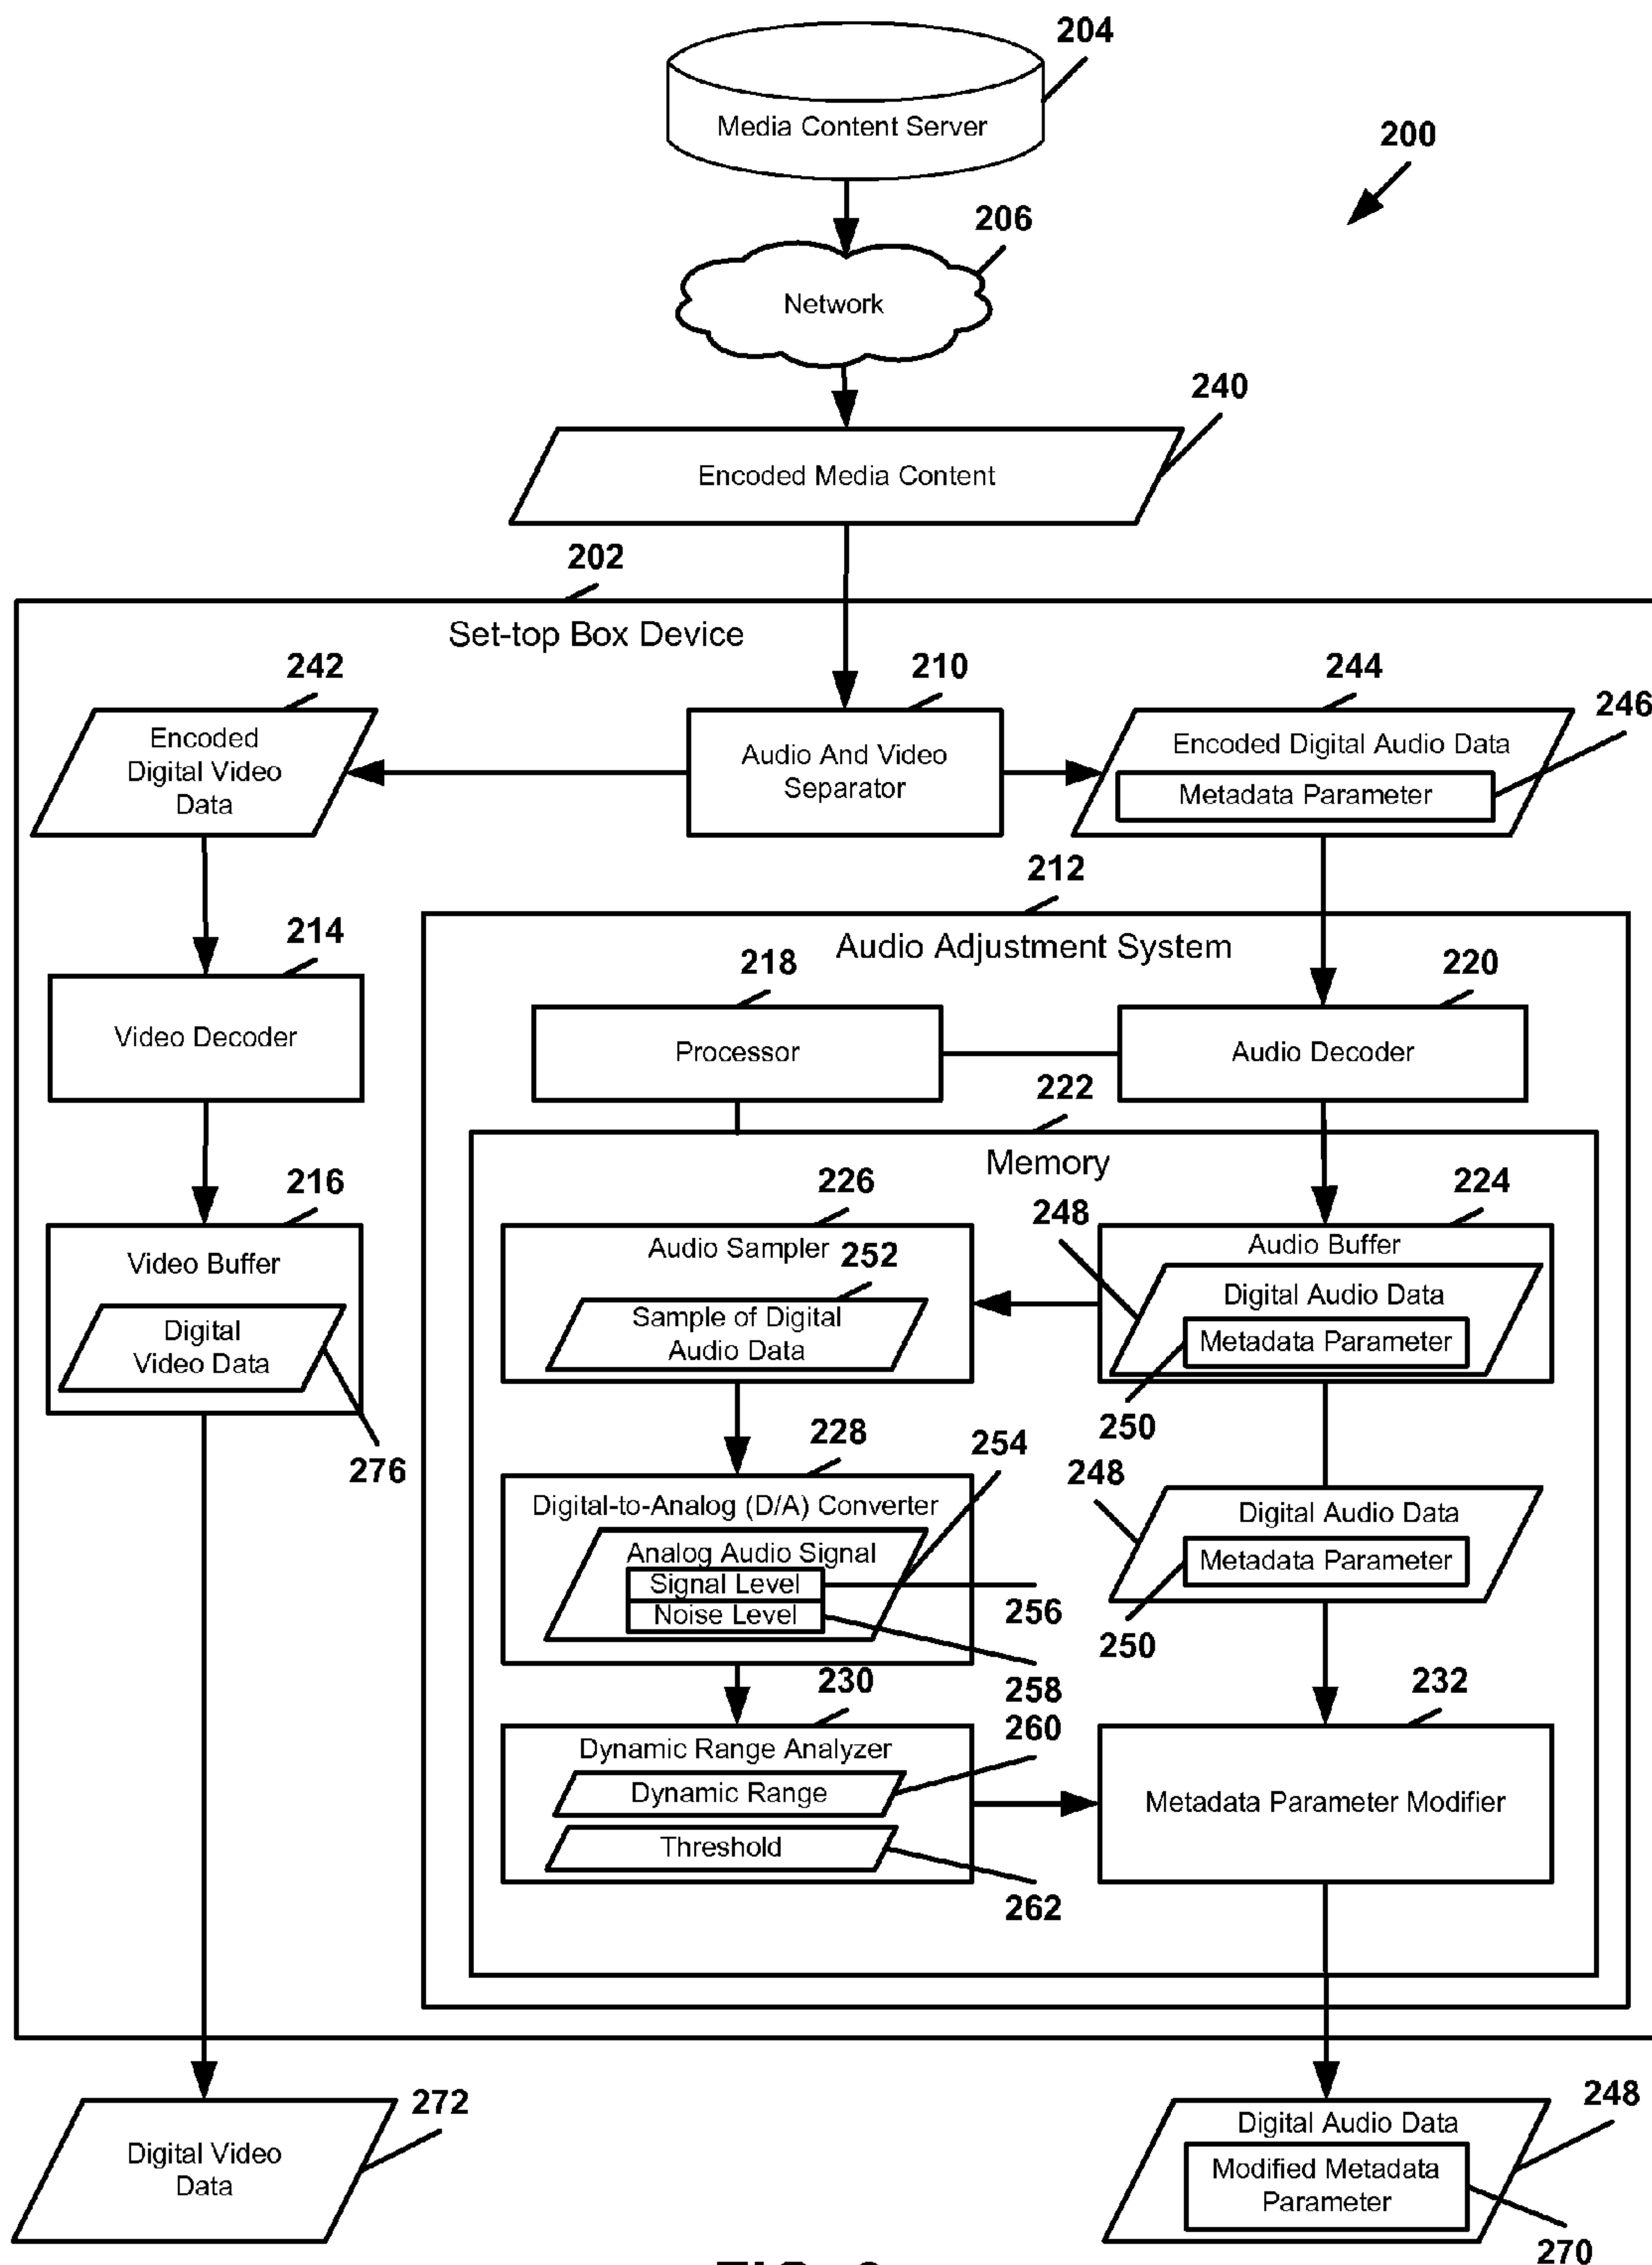 204
Media Content Server
200
206
Network
240
Encoded Media Content
202
Set-top Box Device
242
210
244
246
Encoded
Digital Video
Data
Audio And Video
Separator
Encoded Digital Audio Data
Metadata Parameter
212
214
Audio Adjustment System
218
220
Video Decoder
Processor
Audio Decoder
222
Memory
216
226
248
224
Video Buffer
Audio Sampler
252
Audio Buffer
Digital
Video Data
Sample of Digital
Audio Data
Digital Audio Data
Metadata Parameter
250
276
228
254
248
Digital-to-Analog (D/A) Converter
Analog Audio Signal
Signal Level
Noise Level
Digital Audio Data
Metadata Parameter
256
250
258
230
260
232
Dynamic Range Analyzer
Dynamic Range
Threshold
Metadata Parameter Modifier
262
272
248
Digital Video
Data
Digital Audio Data
Modified Metadata
Parameter
270